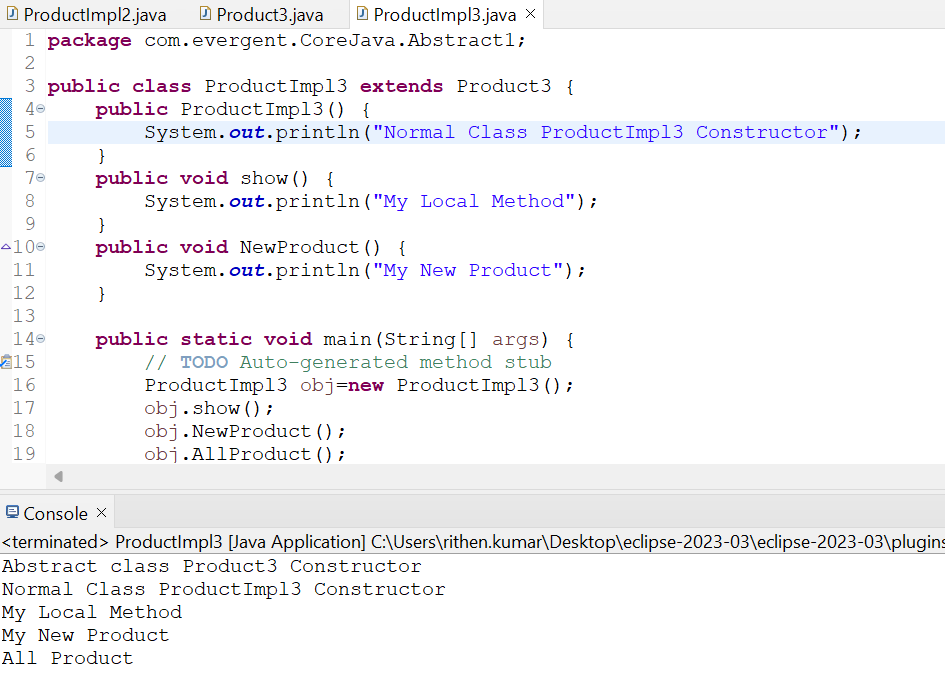 ProductImpl2.java Product3.java ProductImpl3.java
1 package com.evergent.CoreJava.Abstract1;
2
3 public class ProductImpl3 extends Product3 {
4 public ProductImpl3() {
5 System.out.println("Normal Class ProductImpl3 Constructor");
6 }
7 public void show() {
8 System.out.println("My Local Method");
9 }
10 public void NewProduct() {
11 System.out.println("My New Product");
12 }
13
14 public static void main(String[] args) {
15 // TODO Auto-generated method stub
16 ProductImpl3 obj=new ProductImpl3();
17 obj.show();
18 obj.NewProduct();
19 obj.AllProduct();
Console
<terminated> ProductImpl3 [Java Application] C:\Users\rithen.kumar\Desktop\eclipse-2023-03\eclipse-2023-03\plugins
Abstract class Product3 Constructor
Normal Class ProductImpl3 Constructor
My Local Method
My New Product
All Product